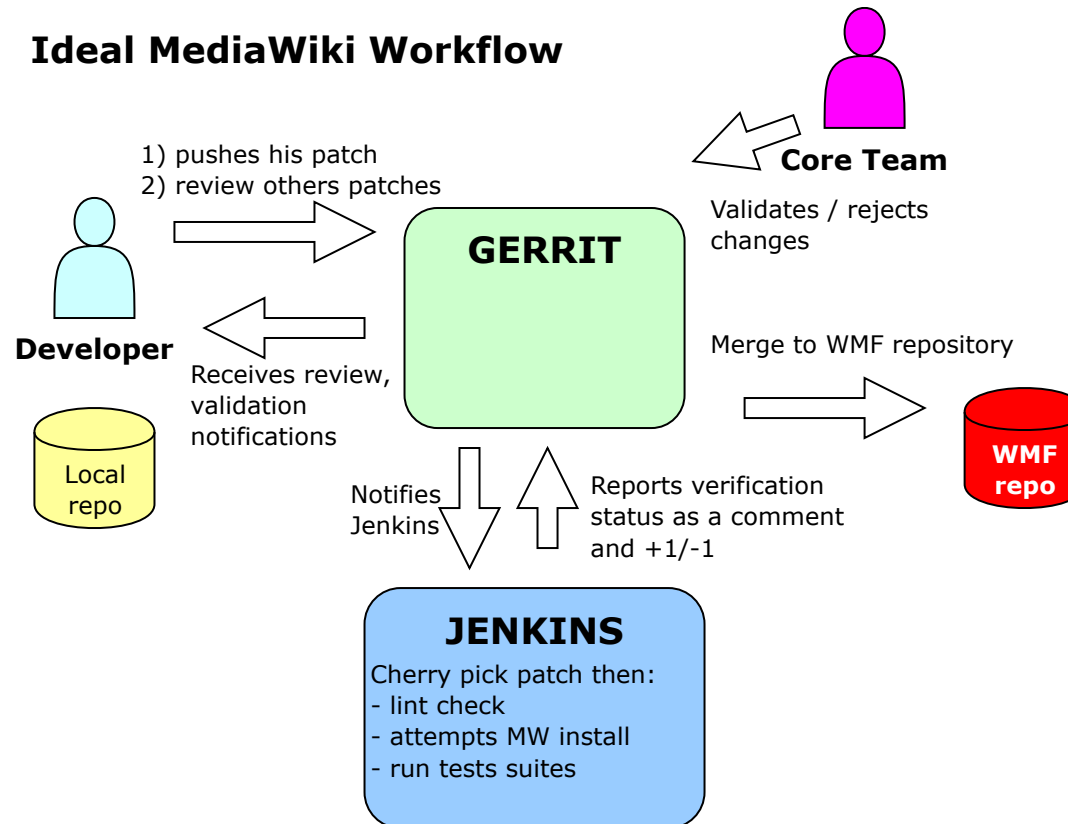 Ideal MediaWiki Workflow
Core Team
Validates / rejects
changes
1) pushes his patch
2) review others patches
Developer
GERRIT
Receives review,
validation
notifications
Merge to WMF repository
Local
repo
WMF
repo
Notifies
Jenkins
Reports verification
status as a comment
and +1/-1
JENKINS
Cherry pick patch then:
- lint check
- attempts MW install
- run tests suites